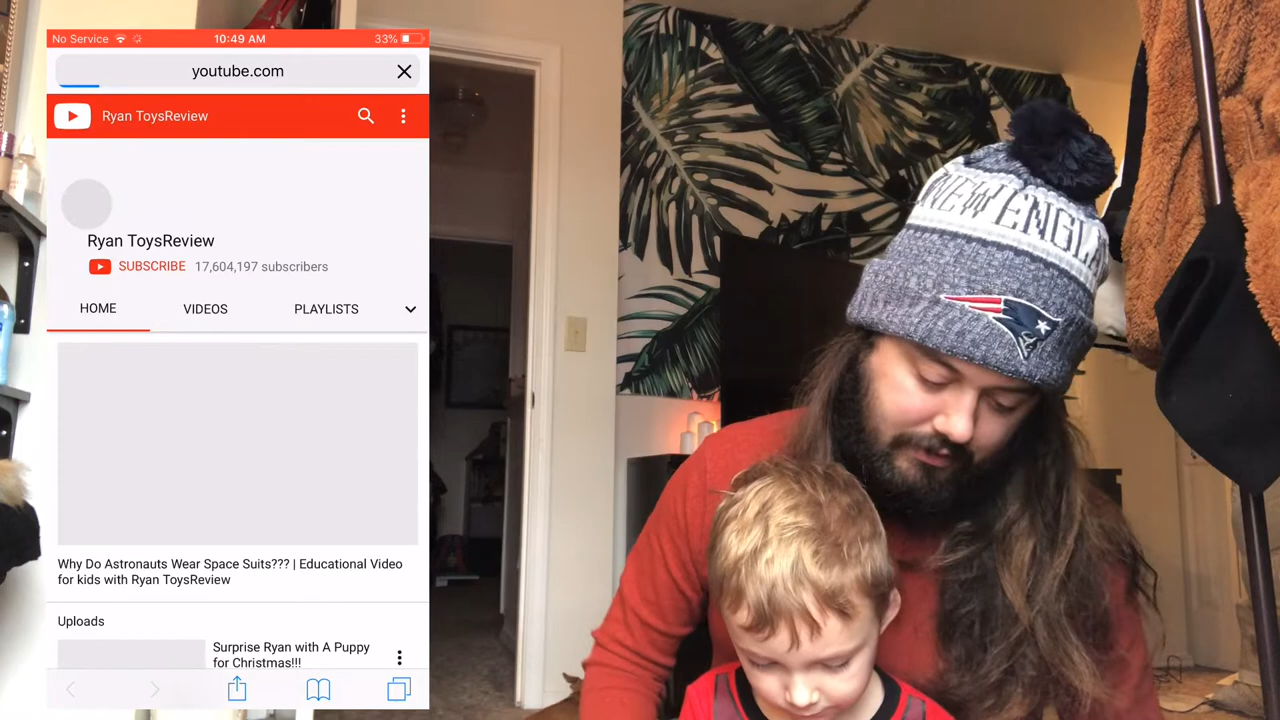 No Service 10:49 AM 33%
youtube.com
Ryan ToysReview
Ryan ToysReview
SUBSCRIBE 17,604,197 subscribers
HOME VIDEOS PLAYLISTS
Why Do Astronauts Wear Space Suits??? | Educational Video
for kids with Ryan ToysReview
Uploads
Surprise Ryan with A Puppy
for Christmas!!!
NEW ENGLA